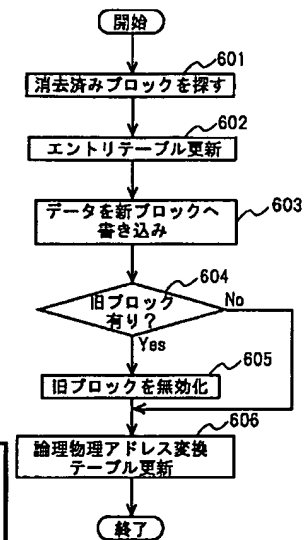 開始
601
消去済みブロックを探す
602
エントリテーブル更新
603
データを新ブロックへ
書き込み
604
旧ブロック
有り？
No
Yes
605
旧ブロックを無効化
606
論理物理アドレス変換
テーブル更新
終了